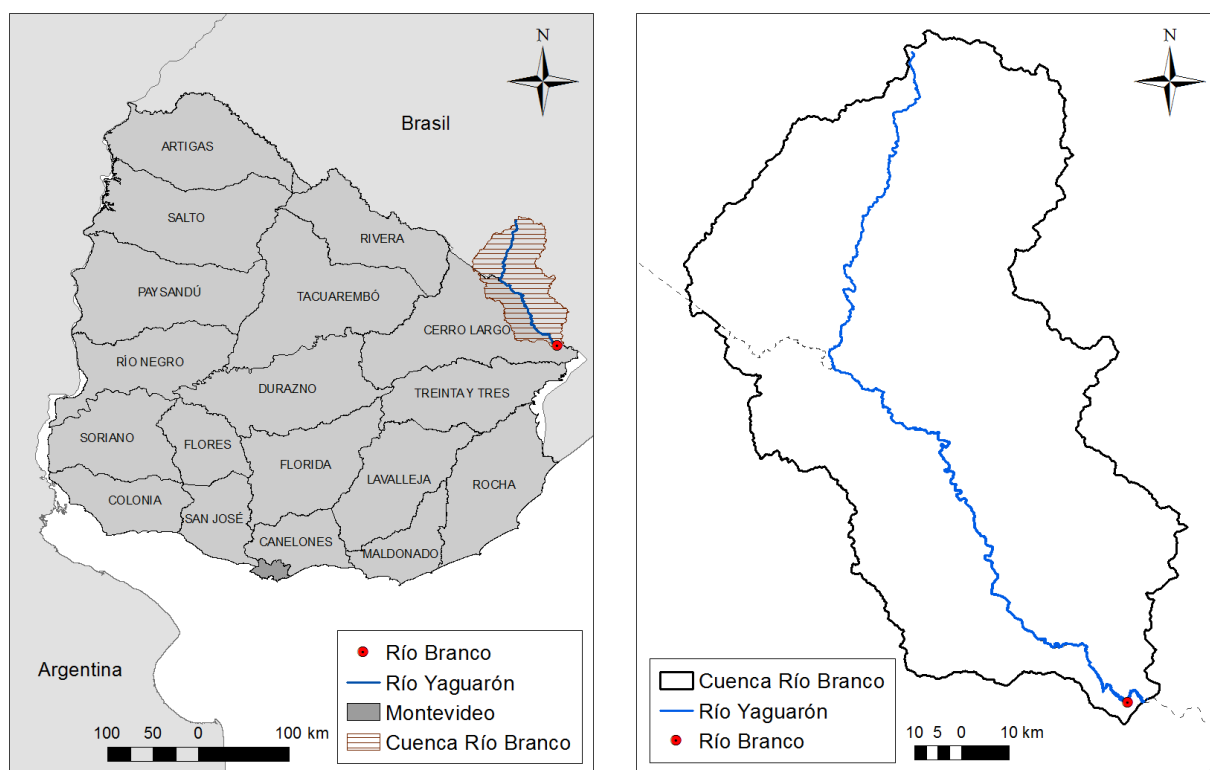 N
Brasil
ARTIGAS
SALTO
RIVERA
PAYSANDÚ
TACUAREMBÓ
CERRO LARGO
RÍO NEGRO
DURAZNO
TREINTA Y TRES
SORIANO
FLORES
FLORIDA
LAVALLEJA
ROCHA
COLONIA
SAN JOSÉ
CANELONES
MALDONADO
Argentina
Río Branco
Río Yaguarón
Montevideo
Cuenca Río Branco
100 50 0 100 km
N
Cuenca Río Branco
Río Yaguarón
Río Branco
10 5 0 10 km